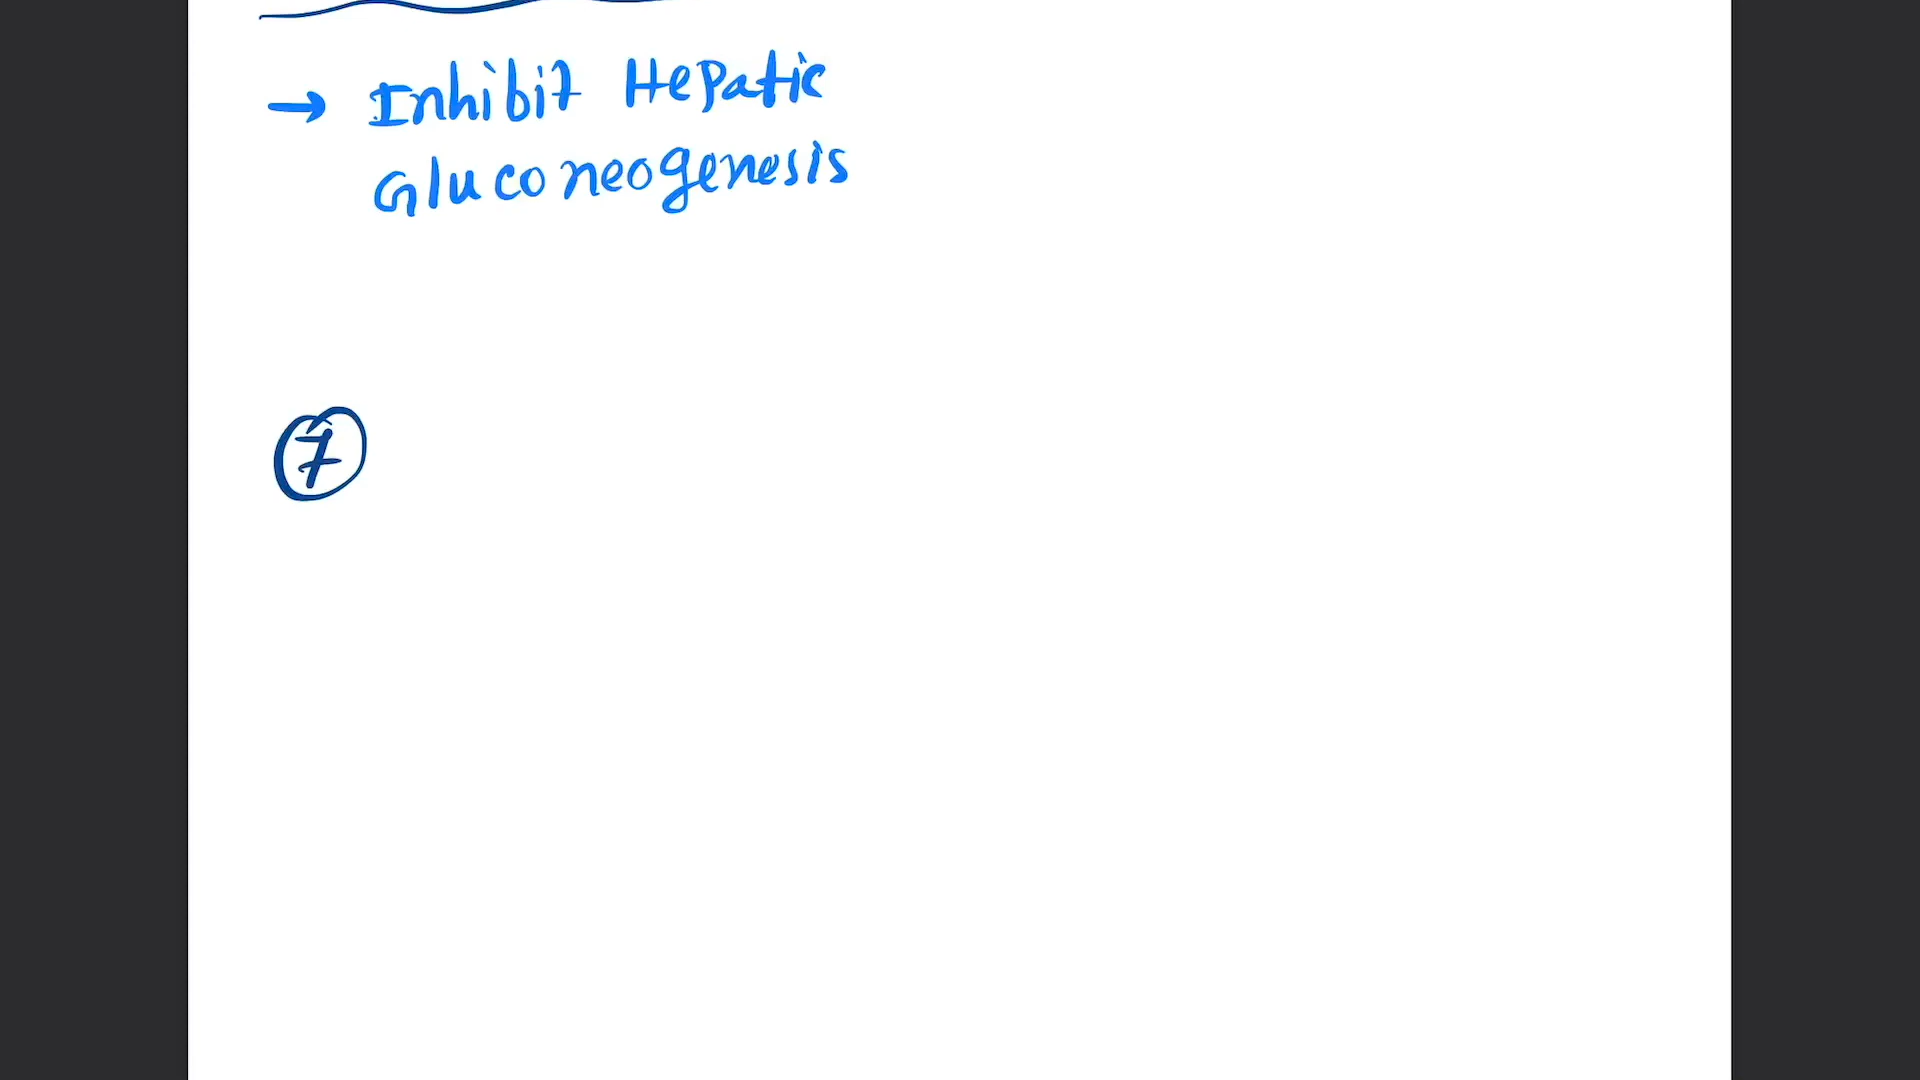 → Inhibit Hepatic
Gluconeogenesis
7